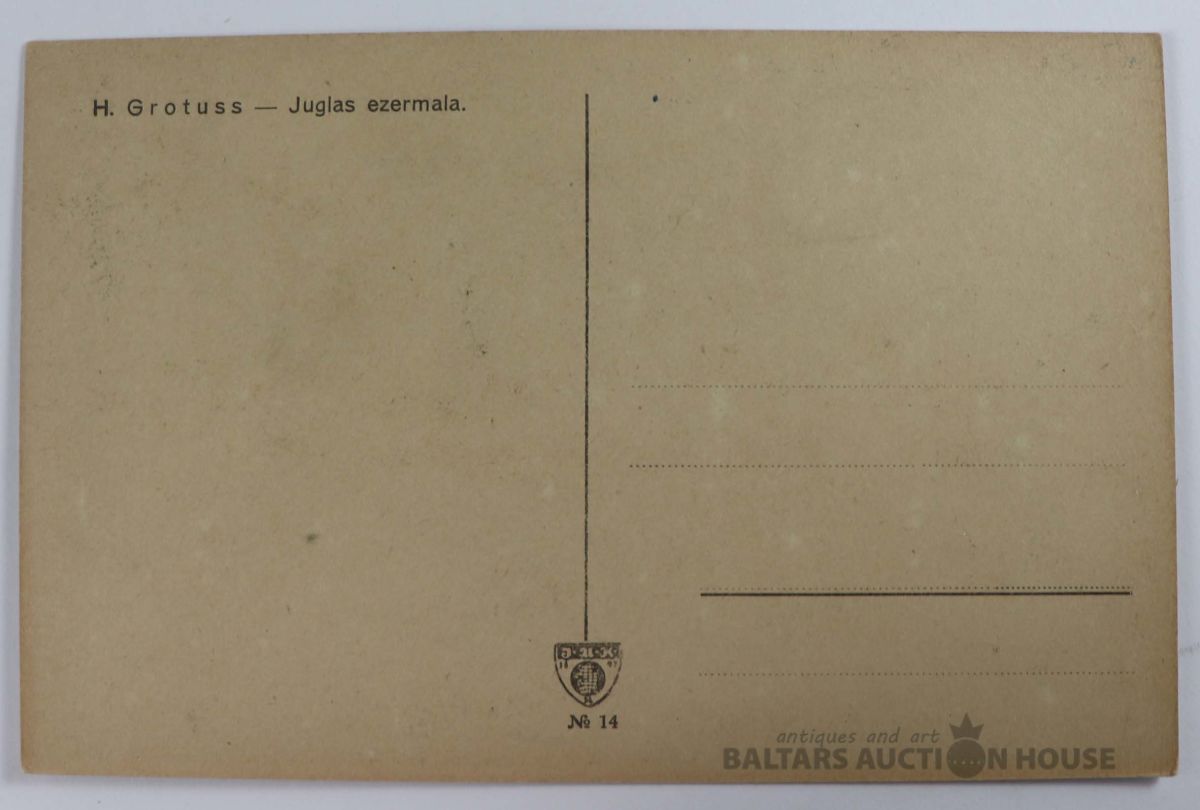 H. Grotuss — Juglas ezermala.
№ 14
antiques and art
BALTARS AUCTION HOUSE